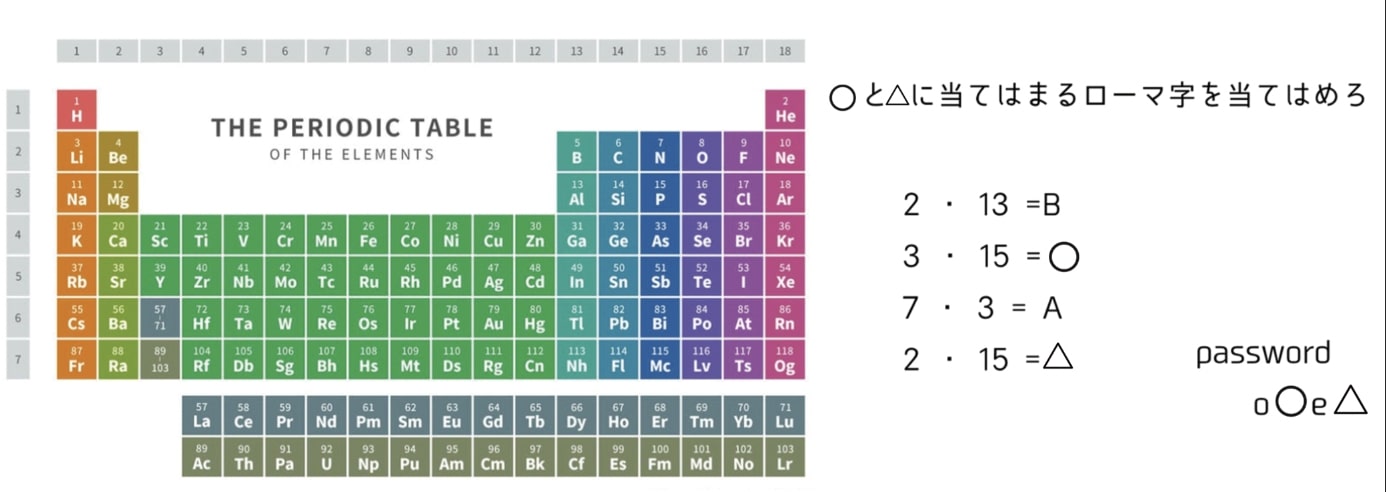 1 2 3 4 5 6 7 8 9 10 11 12 13 14 15 16 17 18
THE PERIODIC TABLE
OF THE ELEMENTS
1 1 H 2 He
2 3 Li 4 Be 5 B 6 C 7 N 8 O 9 F 10 Ne
3 11 Na 12 Mg 13 Al 14 Si 15 P 16 S 17 Cl 18 Ar
4 19 K 20 Ca 21 Sc 22 Ti 23 V 24 Cr 25 Mn 26 Fe 27 Co 28 Ni 29 Cu 30 Zn 31 Ga 32 Ge 33 As 34 Se 35 Br 36 Kr
5 37 Rb 38 Sr 39 Y 40 Zr 41 Nb 42 Mo 43 Tc 44 Ru 45 Rh 46 Pd 47 Ag 48 Cd 49 In 50 Sn 51 Sb 52 Te 53 I 54 Xe
6 55 Cs 56 Ba 57 - 71 72 Hf 73 Ta 74 W 75 Re 76 Os 77 Ir 78 Pt 79 Au 80 Hg 81 Tl 82 Pb 83 Bi 84 Po 85 At 86 Rn
7 87 Fr 88 Ra 89 - 103 104 Rf 105 Db 106 Sg 107 Bh 108 Hs 109 Mt 110 Ds 111 Rg 112 Cn 113 Nh 114 Fl 115 Mc 116 Lv 117 Ts 118 Og
57 La 58 Ce 59 Pr 60 Nd 61 Pm 62 Sm 63 Eu 64 Gd 65 Tb 66 Dy 67 Ho 68 Er 69 Tm 70 Yb 71 Lu
89 Ac 90 Th 91 Pa 92 U 93 Np 94 Pu 95 Am 96 Cm 97 Bk 98 Cf 99 Es 100 Fm 101 Md 102 No 103 Lr
○と△に当てはまるローマ字を当てはめろ
2 · 13 =B
3 · 15 =○
7 · 3 = A
2 · 15 =△
password
o○e△